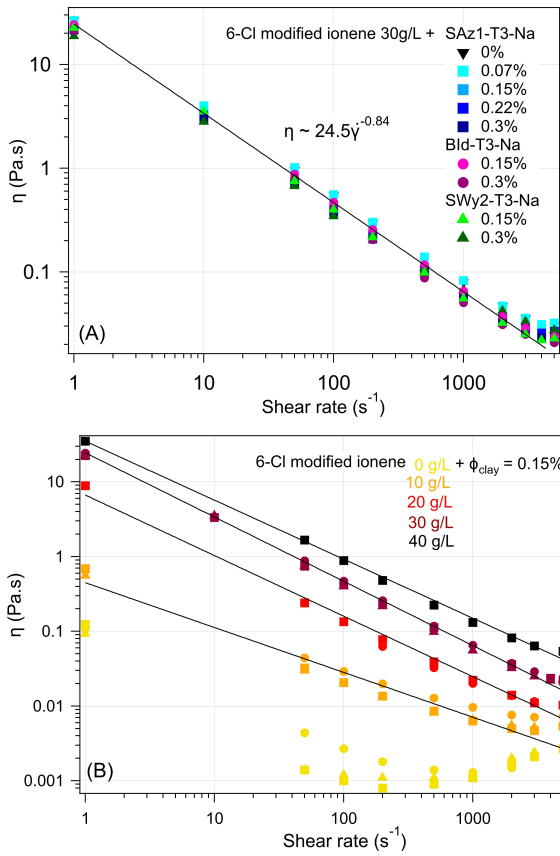 6-Cl modified ionene 30g/L + SAz1-T3-Na
0%
0.07%
0.15%
0.22%
0.3%
Bld-T3-Na
0.15%
0.3%
SWy2-T3-Na
0.15%
0.3%
η ~ 24.5γ̇^-0.84
η (Pa.s)
10
1
0.1
(A)
1 10 100 1000
Shear rate (s⁻¹)
6-Cl modified ionene 0 g/L + ϕclay = 0.15%
10 g/L
20 g/L
30 g/L
40 g/L
η (Pa.s)
10
1
0.1
0.01
0.001
(B)
1 10 100 1000
Shear rate (s⁻¹)